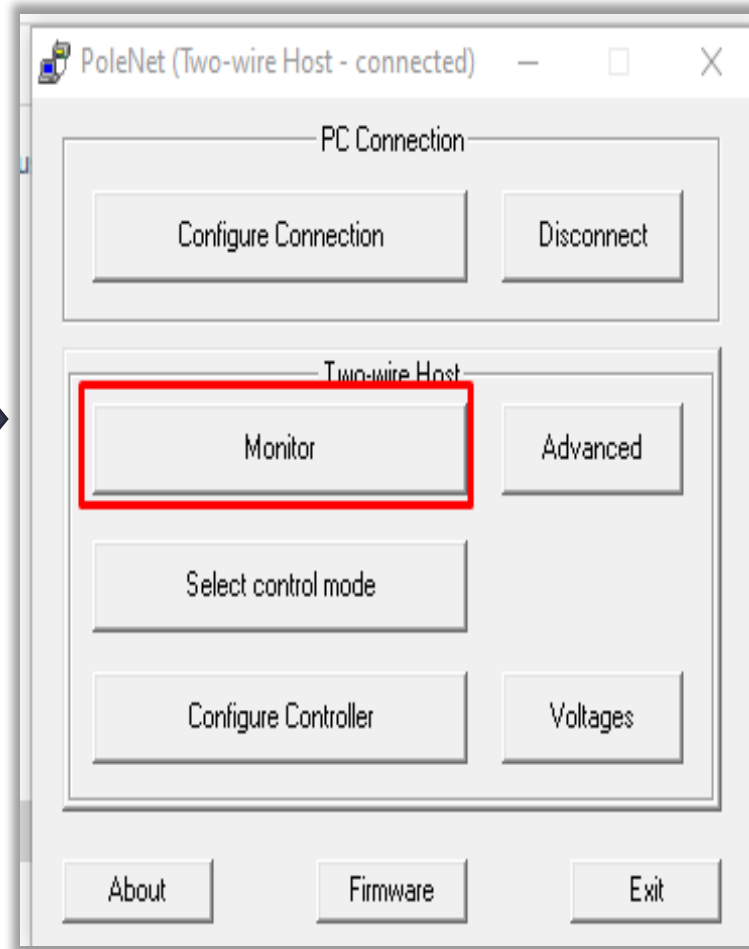 PoleNet (Two-wire Host - connected)
PC Connection
Configure Connection
Disconnect
Two-wire Host
Monitor
Advanced
Select control mode
Configure Controller
Voltages
About
Firmware
Exit